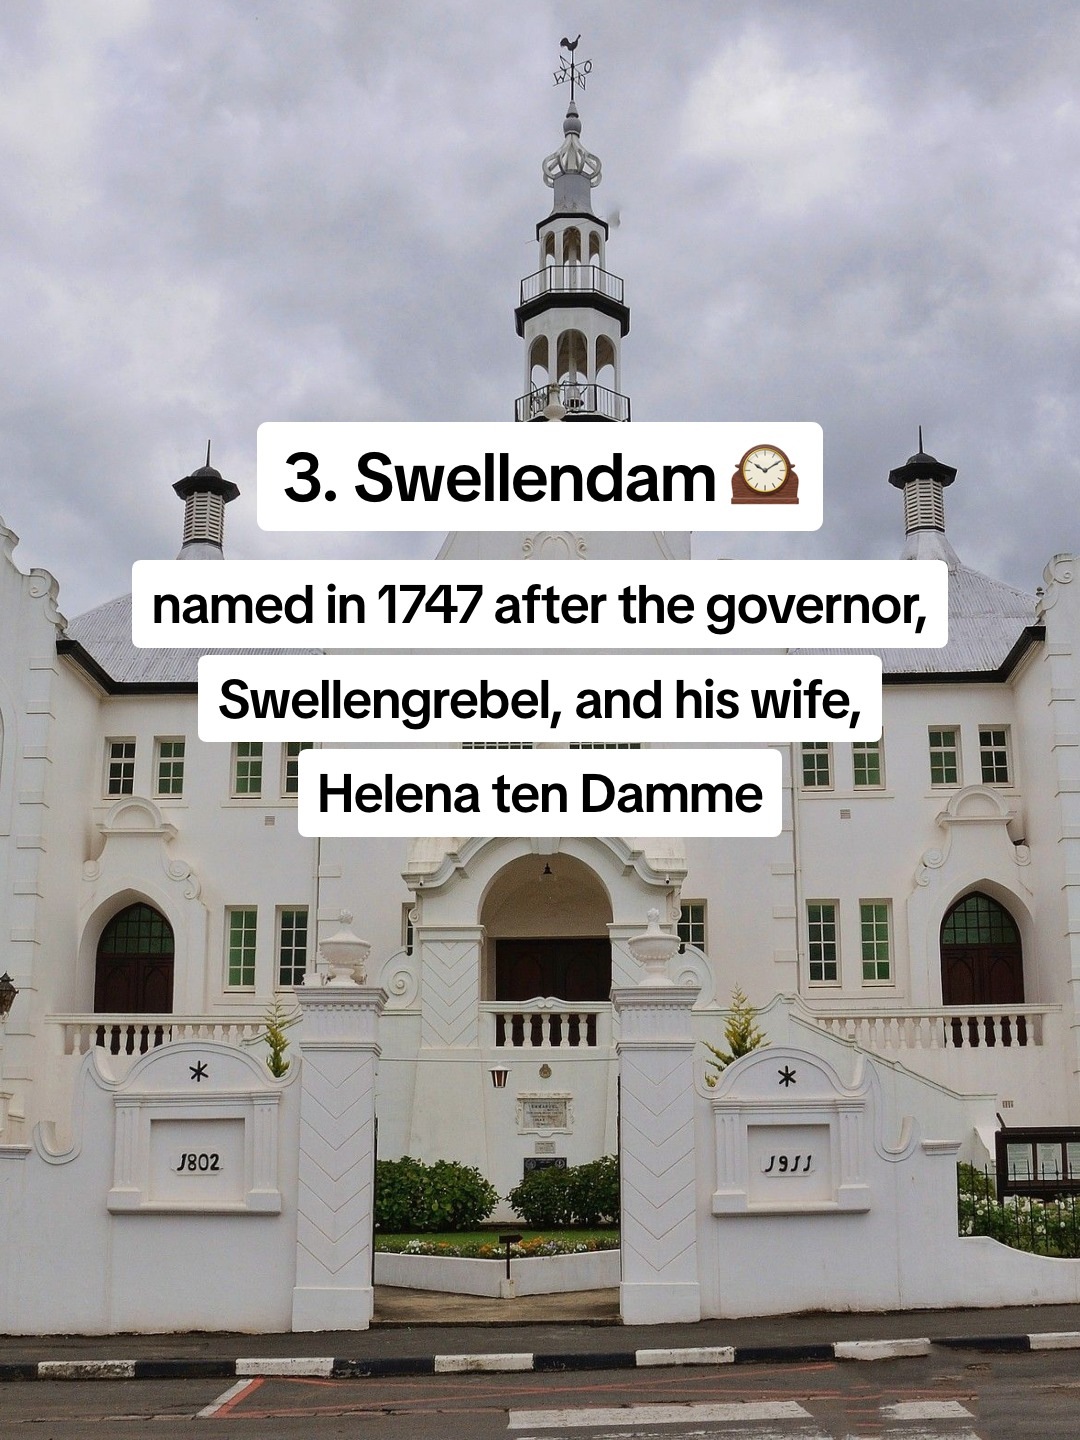 W O
3. Swellendam 🕰️
named in 1747 after the governor,
Swellengrebel, and his wife,
Helena ten Damme
1802
1911